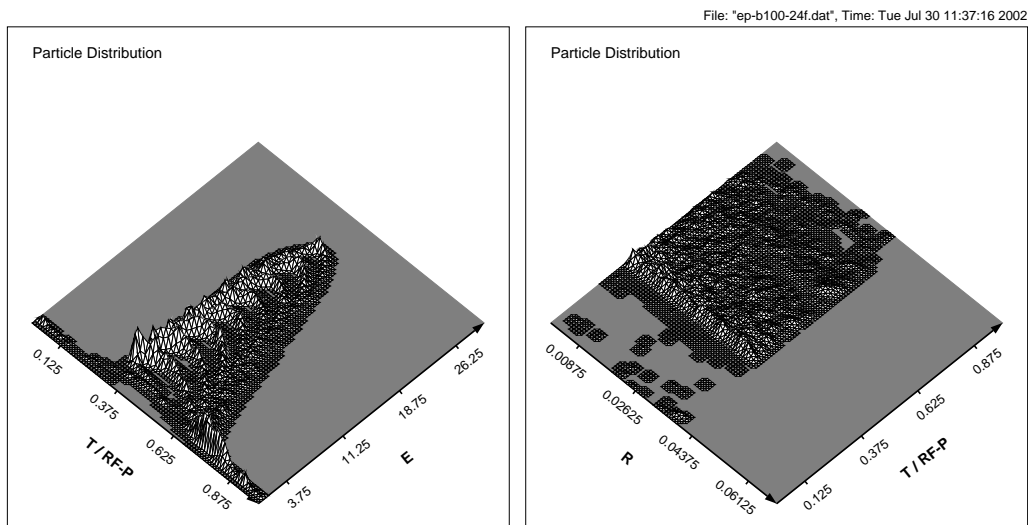 File: "ep-b100-24f.dat", Time: Tue Jul 30 11:37:16 2002
Particle Distribution
0.125
0.375
0.625
0.875
T / RF-P
3.75
11.25
18.75
26.25
E
Particle Distribution
0.00875
0.02625
0.04375
0.06125
R
0.125
0.375
0.625
0.875
T / RF-P